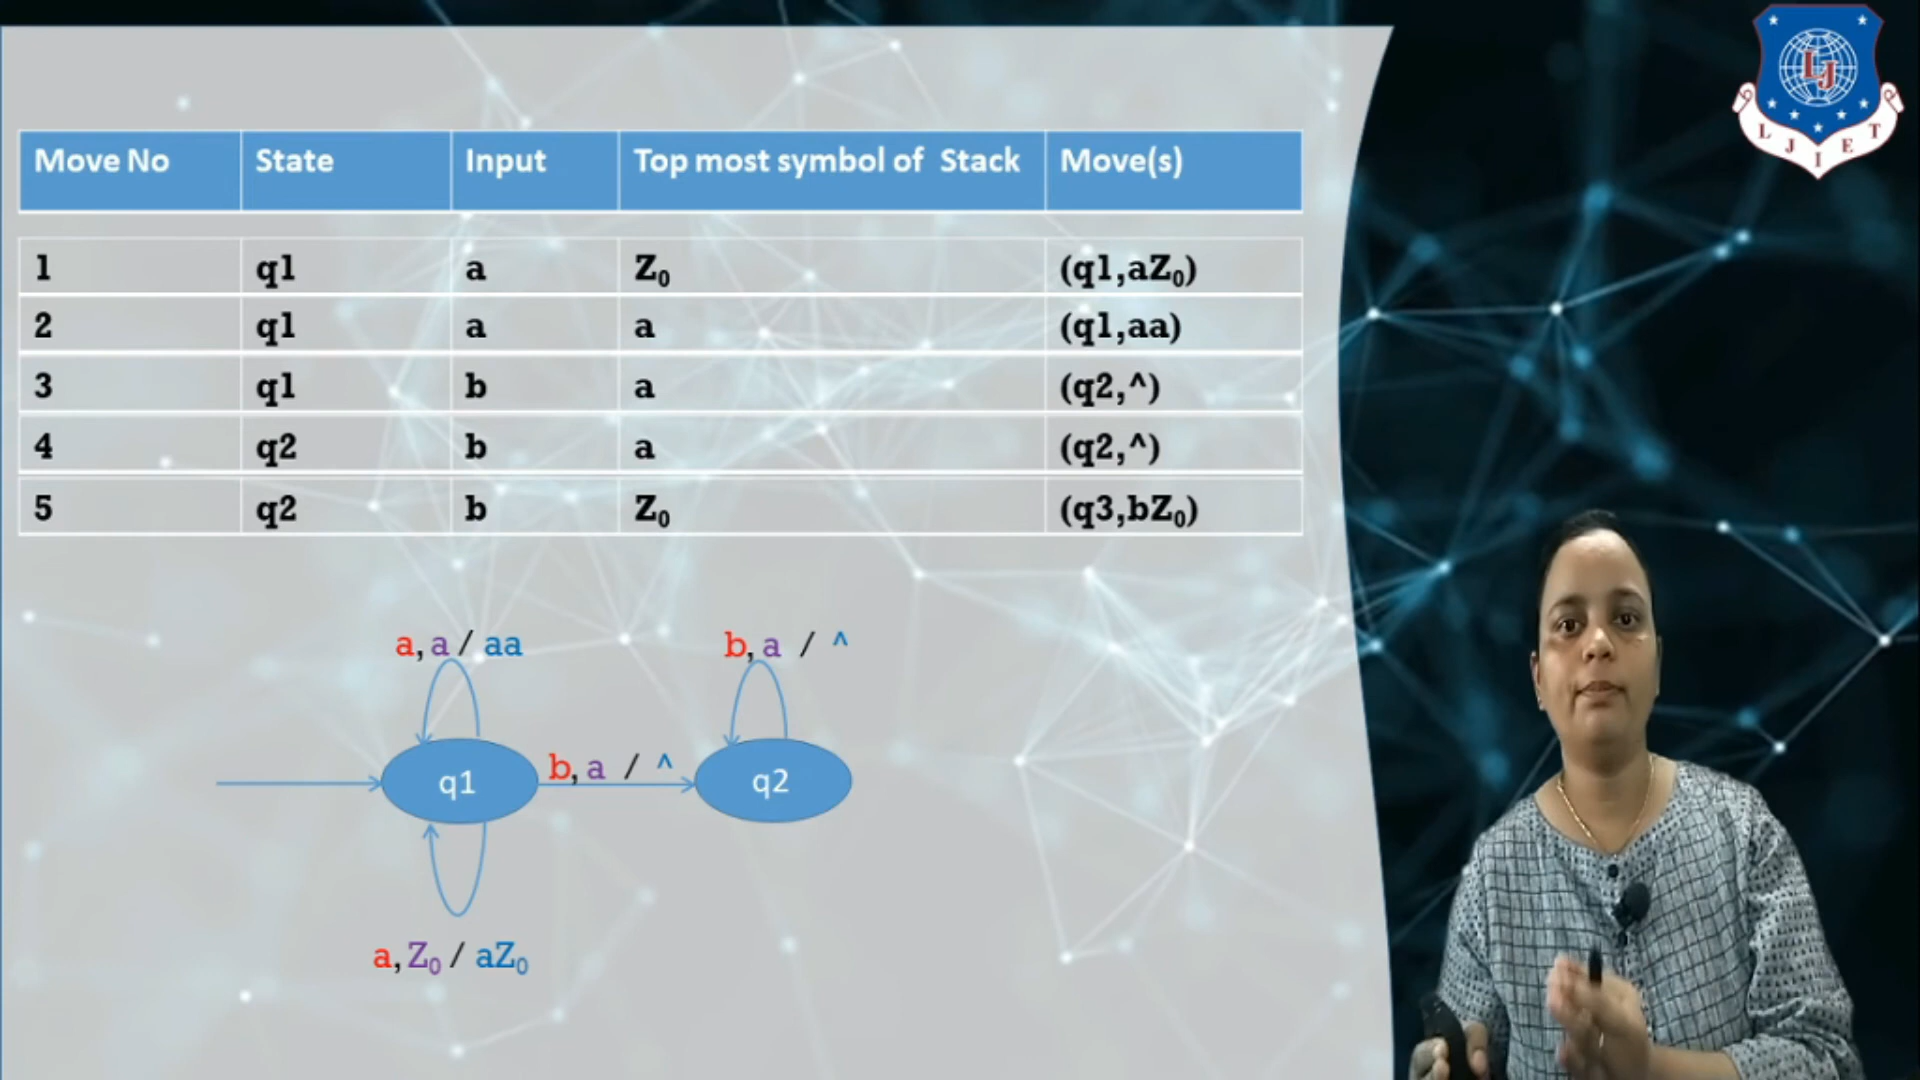 LJ
L J I E T
Move No State Input Top most symbol of Stack Move(s)
1 q1 a Z₀ (q1,aZ₀)
2 q1 a a (q1,aa)
3 q1 b a (q2,^)
4 q2 b a (q2,^)
5 q2 b Z₀ (q3,bZ₀)
a, a / aa
b, a / ^
q1
b, a / ^
q2
a, Z₀ / aZ₀